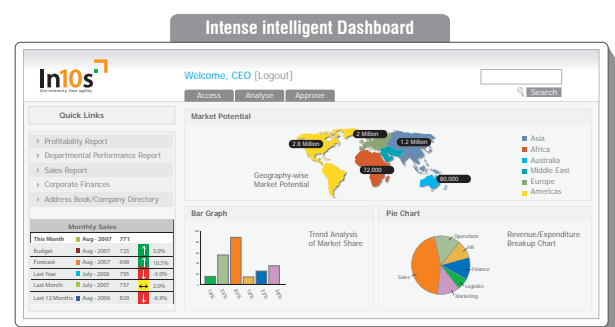 Intense intelligent Dashboard
In10s
Our intensity. Your agility.
Welcome, CEO [Logout]
Access Analyse Approve
Search
Quick Links
Profitability Report
Departmental Performance Report
Sales Report
Corporate Finances
Address Book/Company Directory
Market Potential
2.8 Million
2 Million
1.2 Million
72,000
80,000
Geography-wise
Market Potential
Asia
Africa
Australia
Middle East
Europe
Americas
Monthly Sales
This Month Aug - 2007 771
Budget Aug - 2007 725 5.0%
Forecast Aug - 2007 698 10.5%
Last Year July - 2006 795 -3.0%
Last Month July - 2007 757 2.0%
Last 12 Months Aug - 2006 829 -6.9%
Bar Graph
Trend Analysis
of Market Share
Pie Chart
Revenue/Expenditure
Breakup Chart
Operations
HR
Finance
Logistics
Marketing
Sales